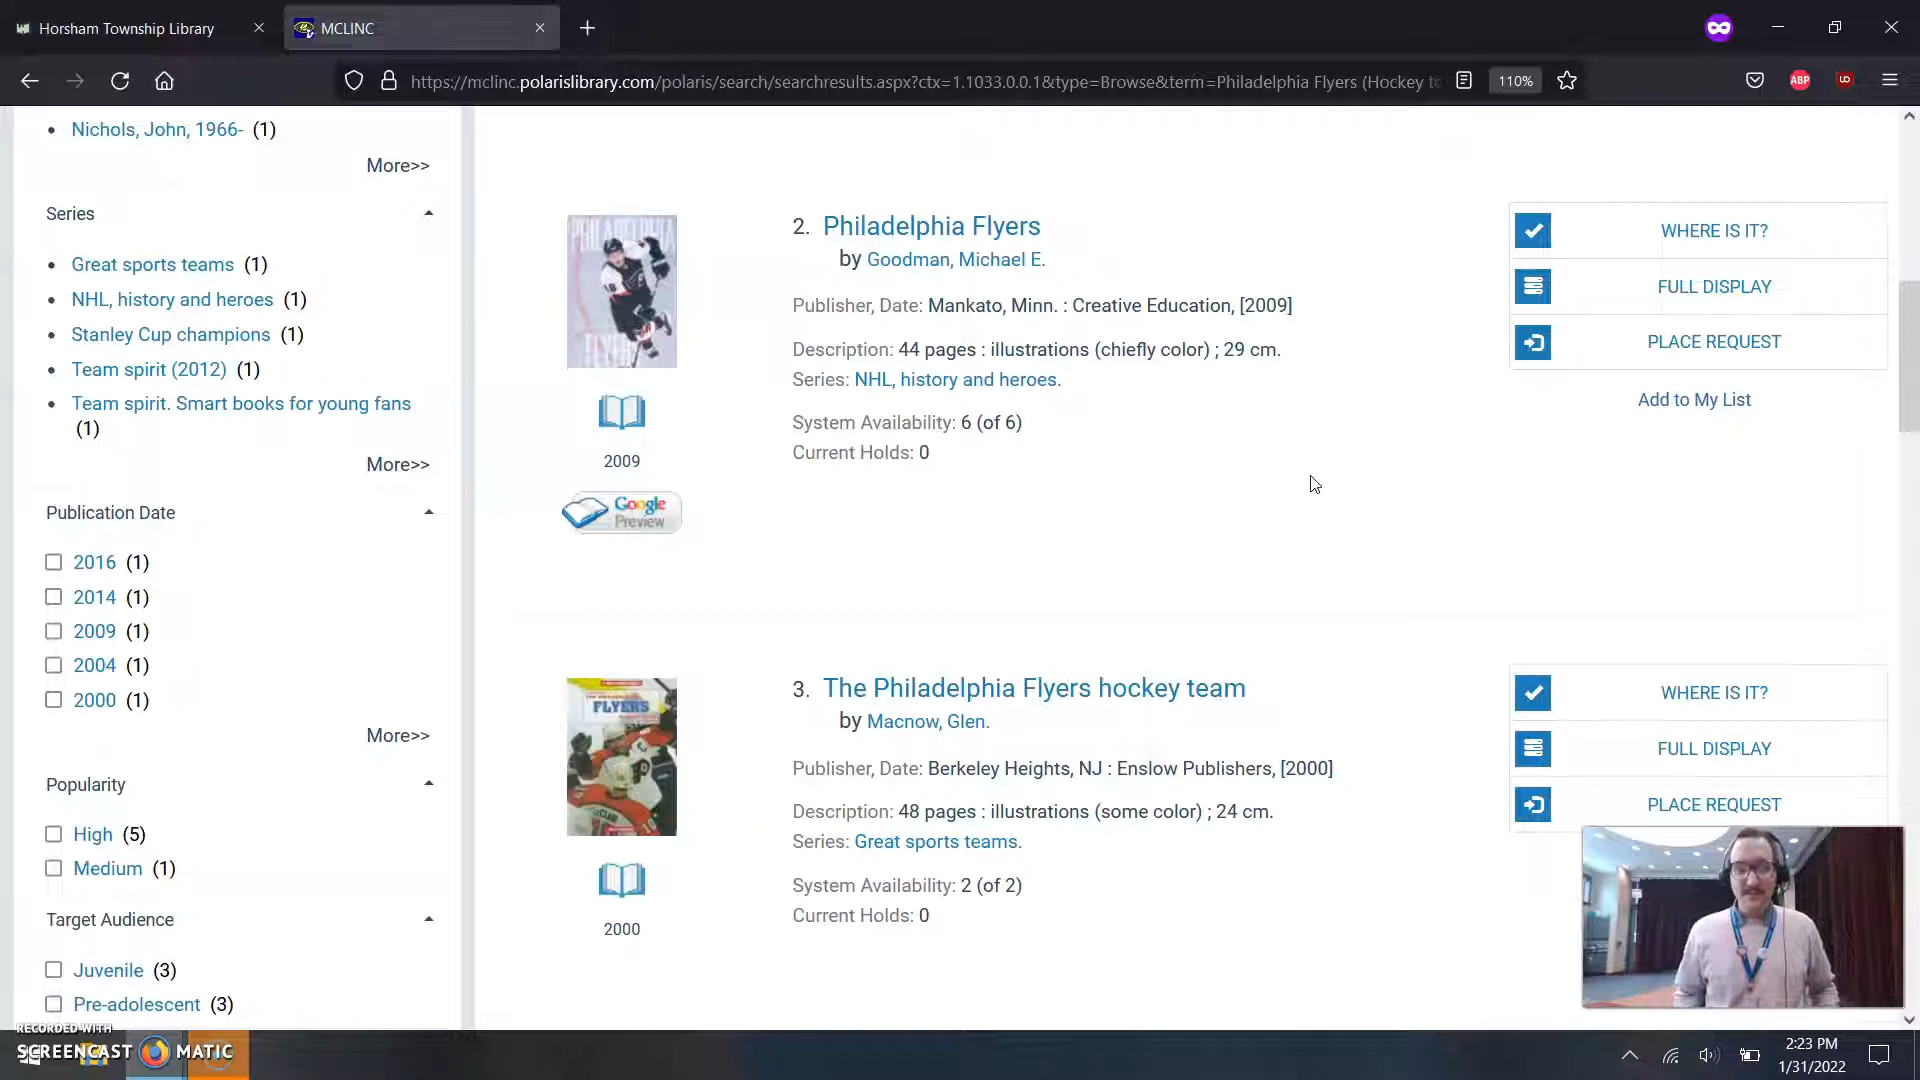 Horsham Township Library
MCLINC
https://mclinc.polarislibrary.com/polaris/search/searchresults.aspx?ctx=1.1033.0.0.1&type=Browse&term=Philadelphia Flyers (Hockey t
110%
ABP
Nichols, John, 1966- (1)
More>>
Series
Great sports teams (1)
NHL, history and heroes (1)
Stanley Cup champions (1)
Team spirit (2012) (1)
Team spirit. Smart books for young fans
(1)
More>>
Publication Date
2016 (1)
2014 (1)
2009 (1)
2004 (1)
2000 (1)
More>>
Popularity
High (5)
Medium (1)
Target Audience
Juvenile (3)
Pre-adolescent (3)
2. Philadelphia Flyers
by Goodman, Michael E.
Publisher, Date: Mankato, Minn. : Creative Education, [2009]
Description: 44 pages : illustrations (chiefly color) ; 29 cm.
Series: NHL, history and heroes.
System Availability: 6 (of 6)
Current Holds: 0
2009
Google
Preview
WHERE IS IT?
FULL DISPLAY
PLACE REQUEST
Add to My List
3. The Philadelphia Flyers hockey team
by Macnow, Glen.
Publisher, Date: Berkeley Heights, NJ : Enslow Publishers, [2000]
Description: 48 pages : illustrations (some color) ; 24 cm.
Series: Great sports teams.
System Availability: 2 (of 2)
Current Holds: 0
FLYERS
2000
WHERE IS IT?
FULL DISPLAY
PLACE REQUEST
RECORDED WITH
SCREENCAST MATIC
2:23 PM
1/31/2022